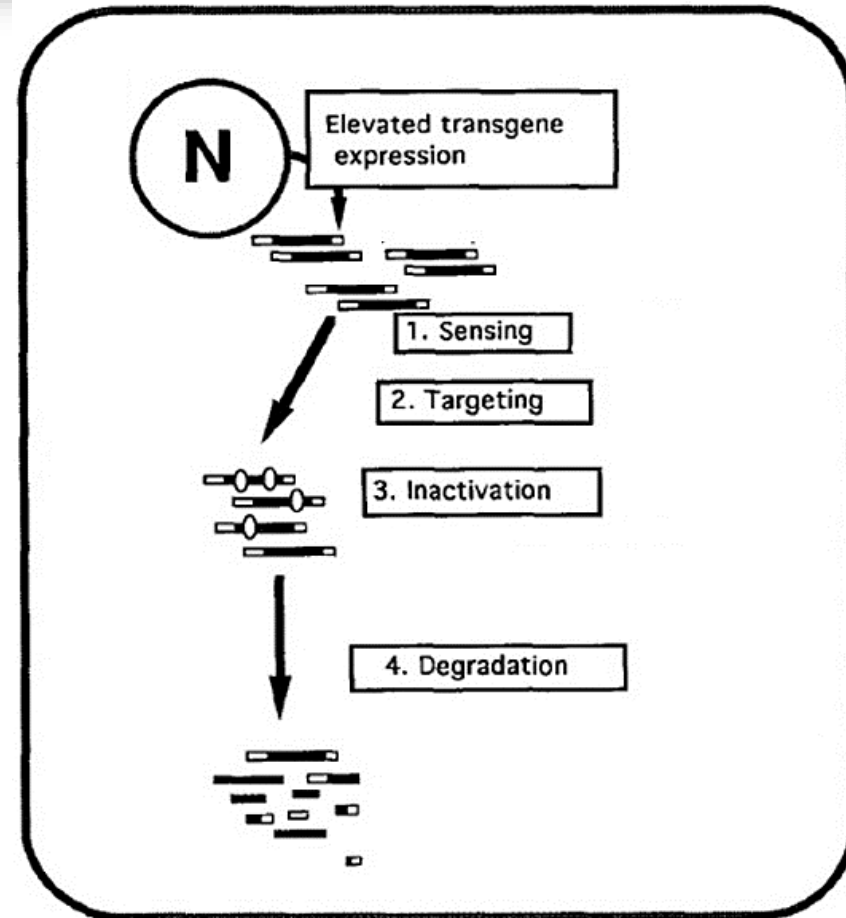 N
Elevated transgene
expression
1. Sensing
2. Targeting
3. Inactivation
4. Degradation